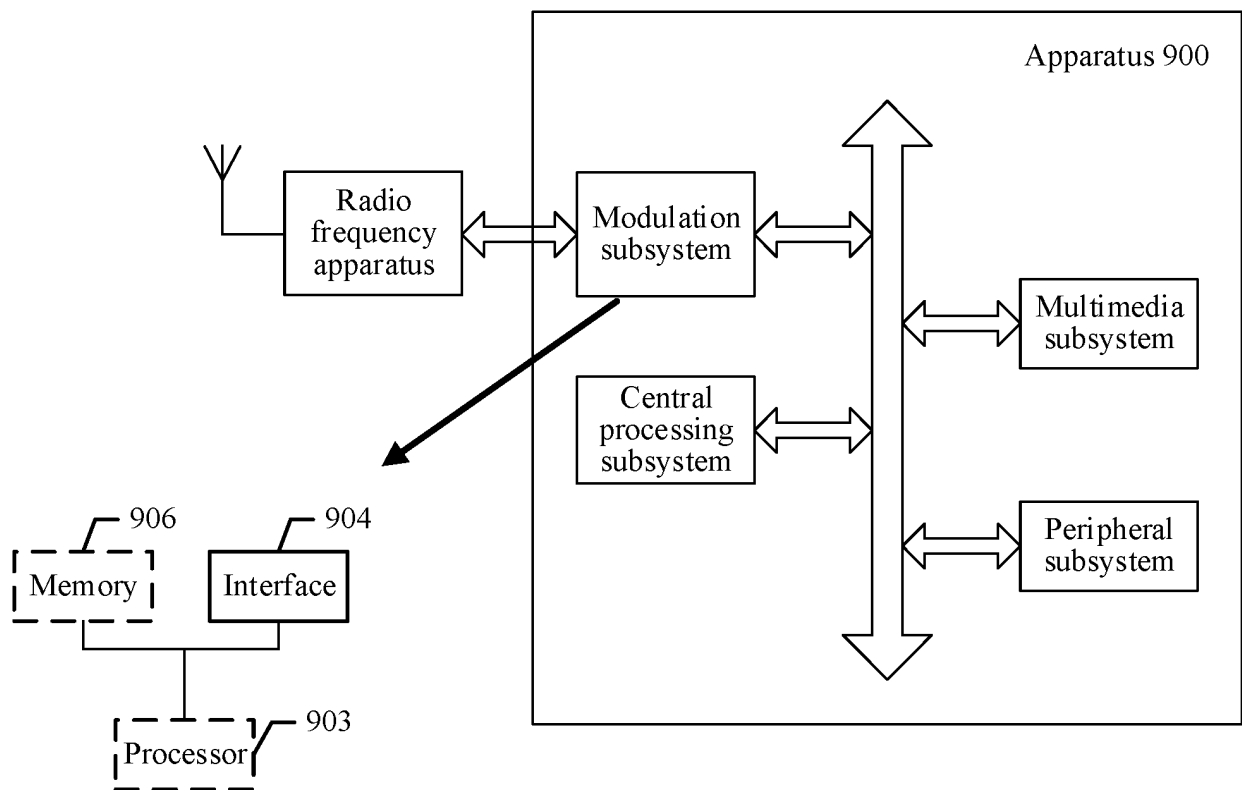 Apparatus 900
Radio
frequency
apparatus
Modulation
subsystem
Multimedia
subsystem
Central
processing
subsystem
Peripheral
subsystem
906
904
Memory
Interface
903
Processor